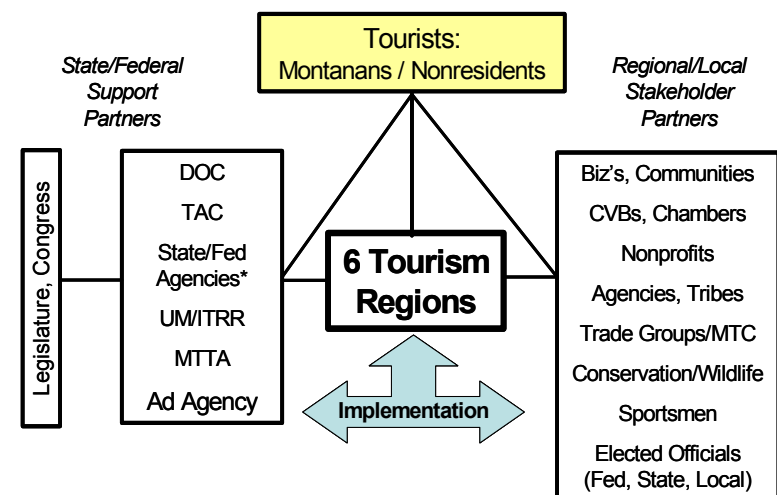 Tourists:
Montanans / Nonresidents
State/Federal
Support
Partners
Regional/Local
Stakeholder
Partners
Legislature, Congress
DOC
TAC
State/Fed
Agencies*
UM/ITRR
MTTA
Ad Agency
6 Tourism
Regions
Implementation
Biz's, Communities
CVBs, Chambers
Nonprofits
Agencies, Tribes
Trade Groups/MTC
Conservation/Wildlife
Sportsmen
Elected Officials
(Fed, State, Local)